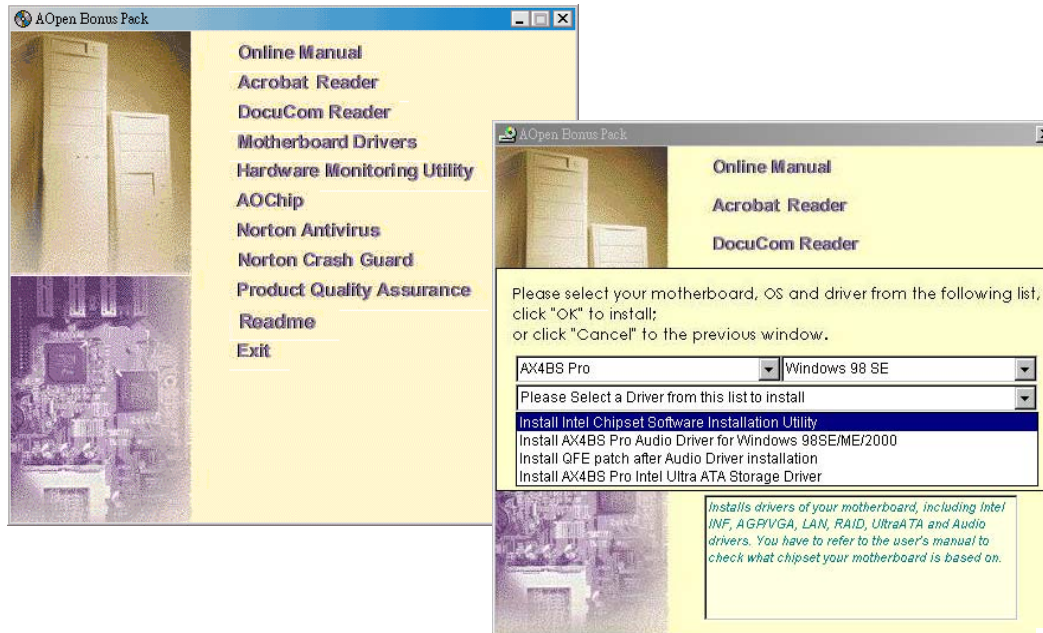 AOpen Bonus Pack
Online Manual
Acrobat Reader
DocuCom Reader
Motherboard Drivers
Hardware Monitoring Utility
AOChip
Norton Antivirus
Norton Crash Guard
Product Quality Assurance
Readme
Exit
AOpen Bonus Pack
Online Manual
Acrobat Reader
DocuCom Reader
Please select your motherboard, OS and driver from the following list,
click "OK" to install;
or click "Cancel" to the previous window.
AX4BS Pro
Windows 98 SE
Please Select a Driver from this list to install
Install Intel Chipset Software Installation Utility
Install AX4BS Pro Audio Driver for Windows 98SE/ME/2000
Install QFE patch after Audio Driver installation
Install AX4BS Pro Intel Ultra ATA Storage Driver
Installs drivers of your motherboard, including Intel
INF, AGP/VGA, LAN, RAID, UltraATA and Audio
drivers. You have to refer to the user's manual to
check what chipset your motherboard is based on.